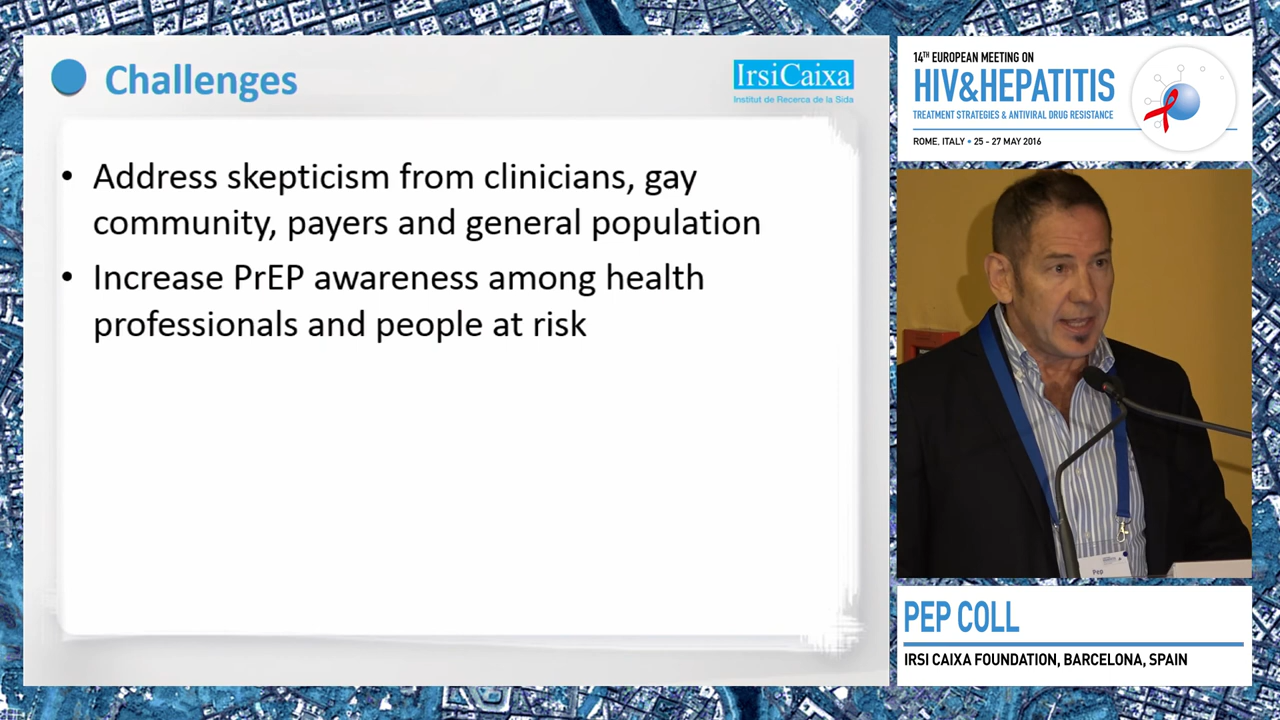 Challenges
IrsiCaixa
Institut de Recerca de la Sida
• Address skepticism from clinicians, gay
community, payers and general population
• Increase PrEP awareness among health
professionals and people at risk
14TH EUROPEAN MEETING ON
HIV&HEPATITIS
TREATMENT STRATEGIES & ANTIVIRAL DRUG RESISTANCE
ROME, ITALY • 25 - 27 MAY 2016
PEP
PEP COLL
IRSI CAIXA FOUNDATION, BARCELONA, SPAIN